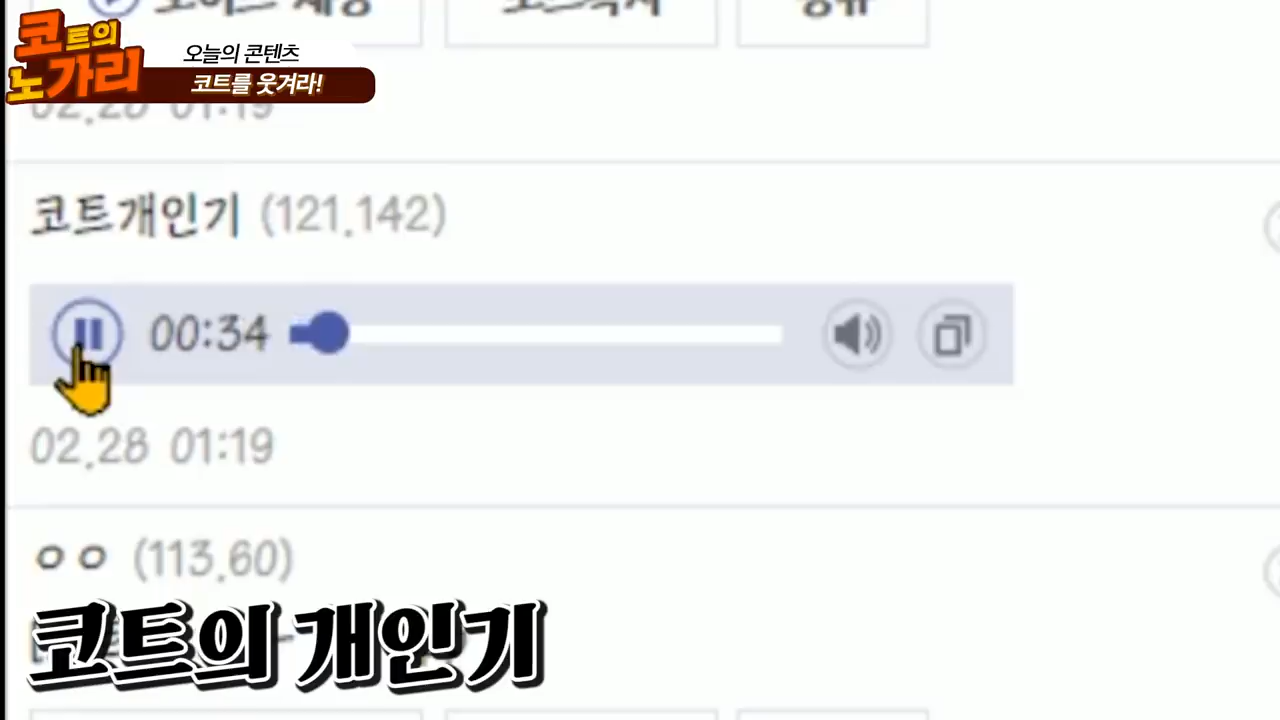 코트의
노가리
오늘의 콘텐츠
코트를 웃겨라!
02.28 01:19
코트개인기 (121.142)
00:34
02.28 01:19
ㅇㅇ (113.60)
코트의 개인기